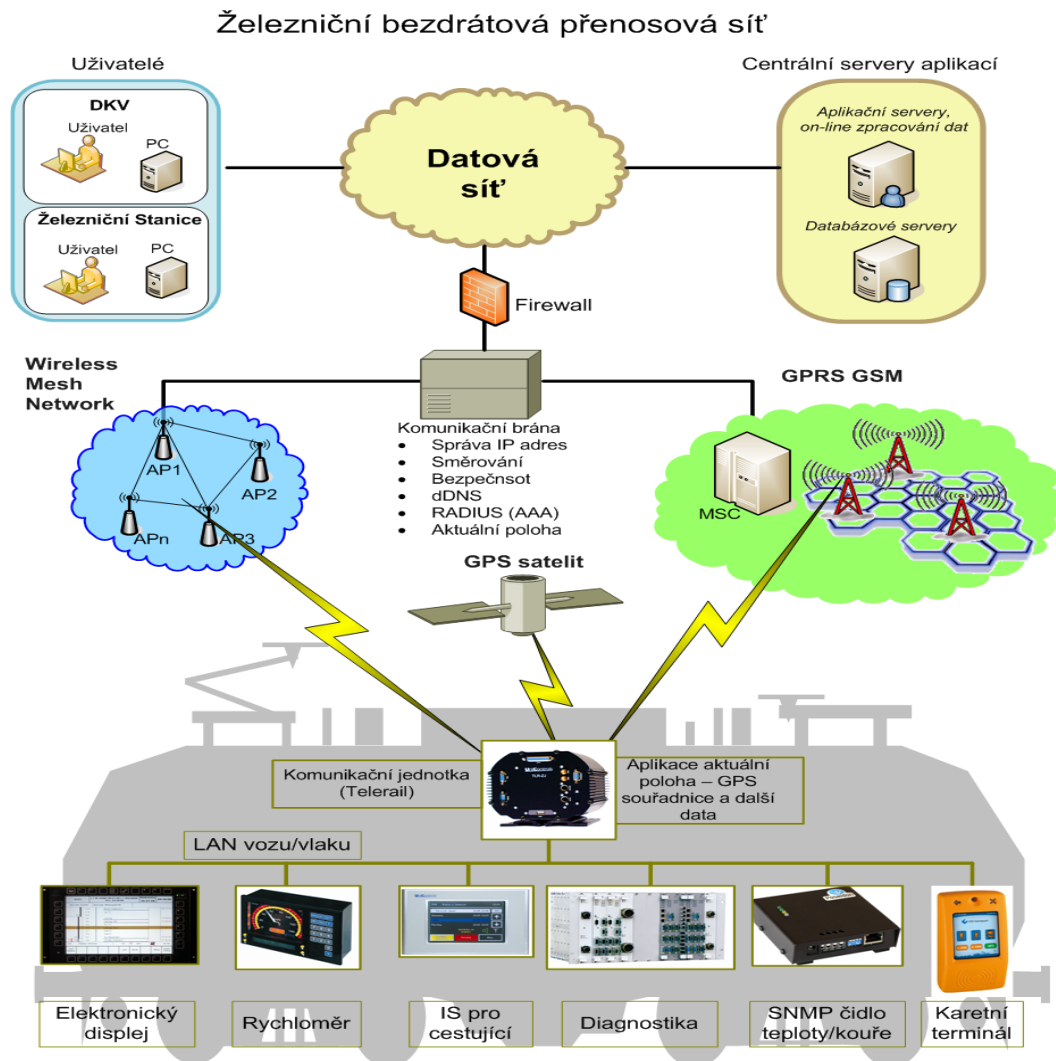 Železniční bezdrátová přenosová síť
Uživatelé
Centrální servery aplikací
DKV
Uživatel
PC
Aplikační servery,
on-line zpracování dat
Datová
síť
Železniční Stanice
Uživatel
PC
Databázové servery
Firewall
Wireless
Mesh
Network
GPRS GSM
AP1
AP2
APn
AP3
Komunikační brána
• Správa IP adres
• Směrování
• Bezpečnsot
• dDNS
• RADIUS (AAA)
• Aktuální poloha
MSC
GPS satelit
Komunikační jednotka
(Telerail)
Aplikace aktuální
poloha – GPS
souřadnice a další
data
LAN vozu/vlaku
Elektronický
displej
Rychloměr
IS pro
cestující
Diagnostika
SNMP čidlo
teploty/kouře
Karetní
terminál